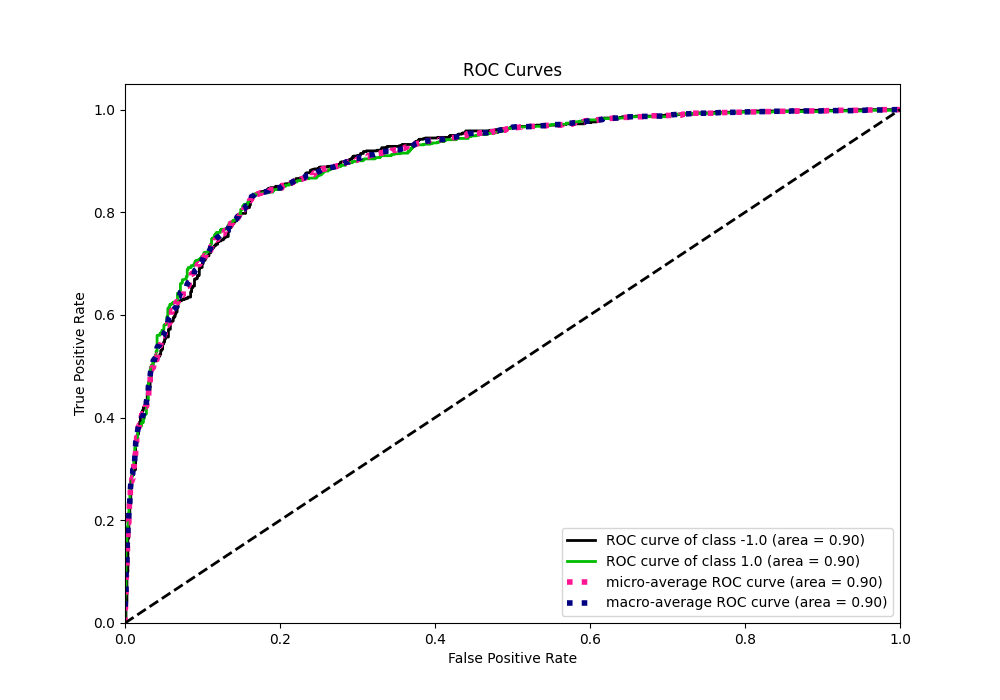 ROC Curves
True Positive Rate
1.0
0.8
0.6
0.4
0.2
0.0
0.0 0.2 0.4 0.6 0.8 1.0
False Positive Rate
ROC curve of class -1.0 (area = 0.90)
ROC curve of class 1.0 (area = 0.90)
micro-average ROC curve (area = 0.90)
macro-average ROC curve (area = 0.90)